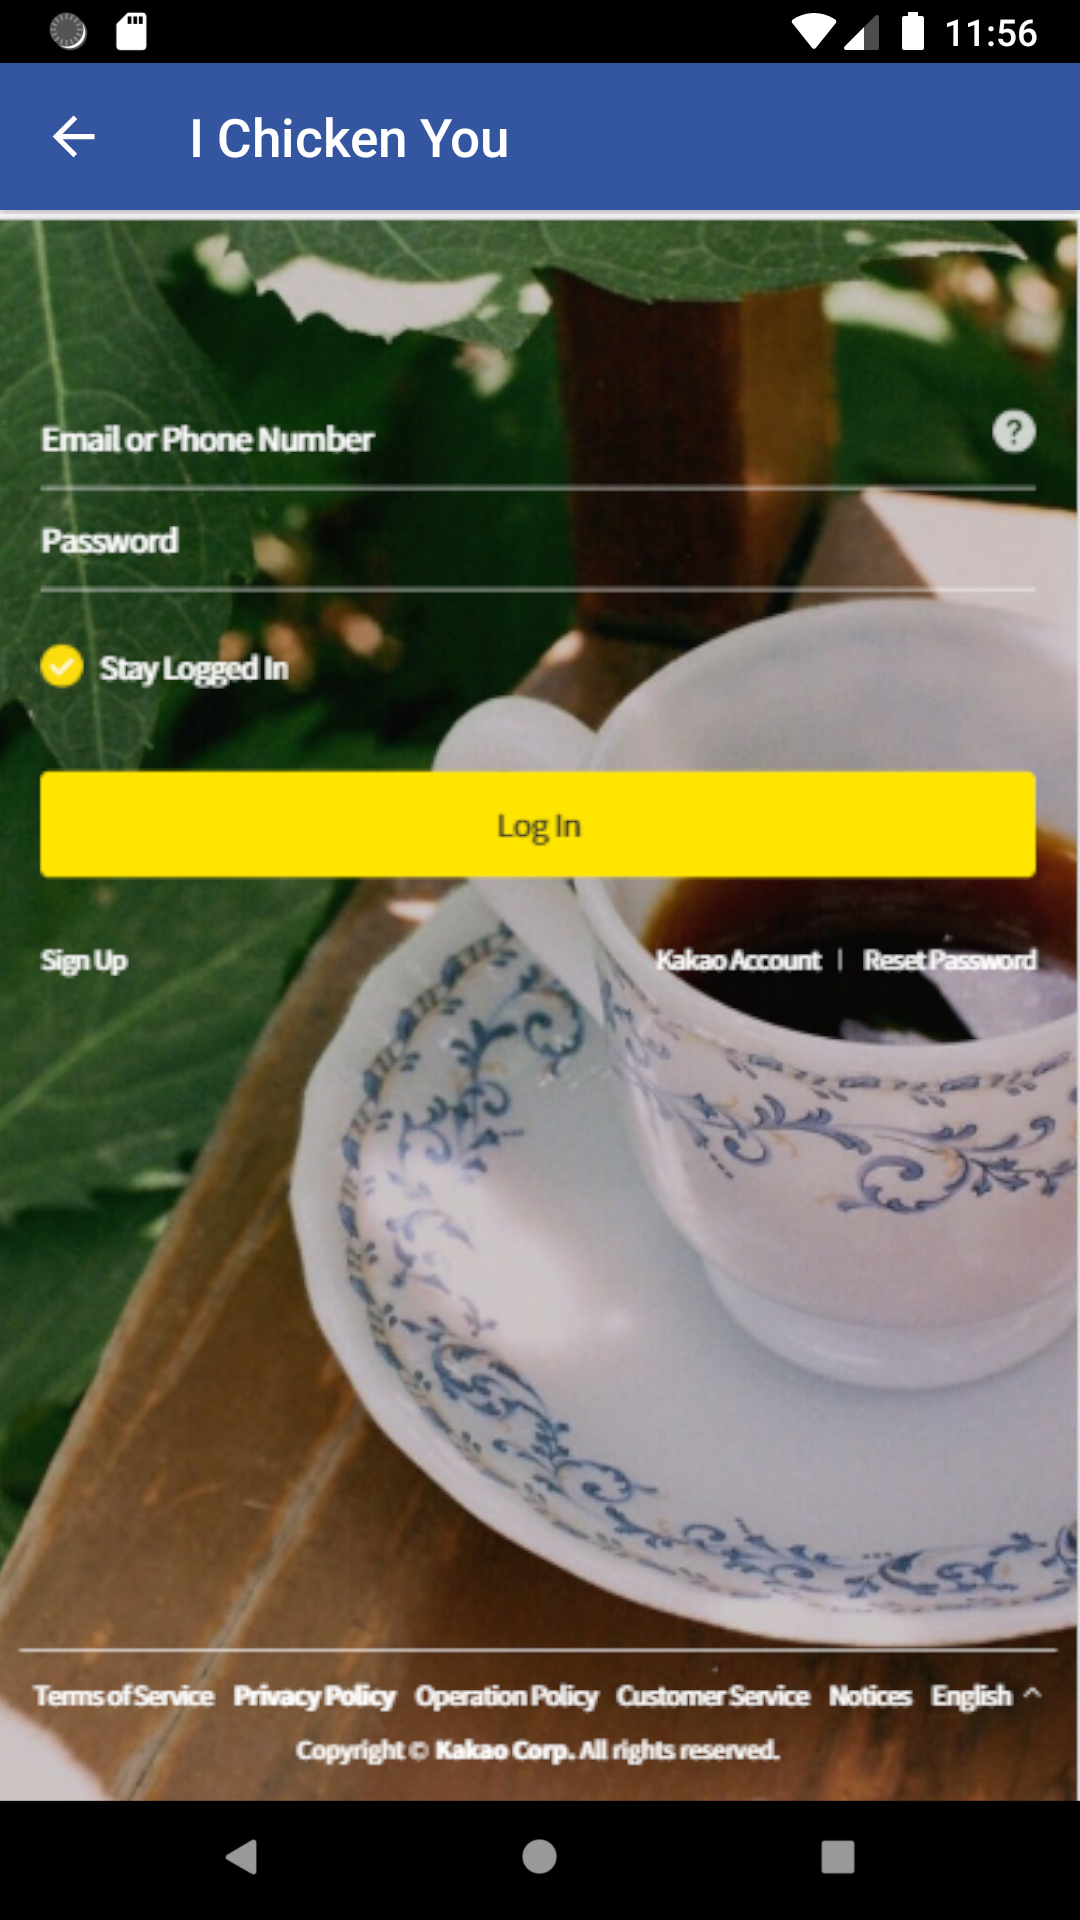 11:56
I Chicken You
Email or Phone Number
?
Password
Stay Logged In
Log In
Sign Up Kakao Account | Reset Password
Terms of Service Privacy Policy Operation Policy Customer Service Notices English
Copyright © Kakao Corp. All rights reserved.